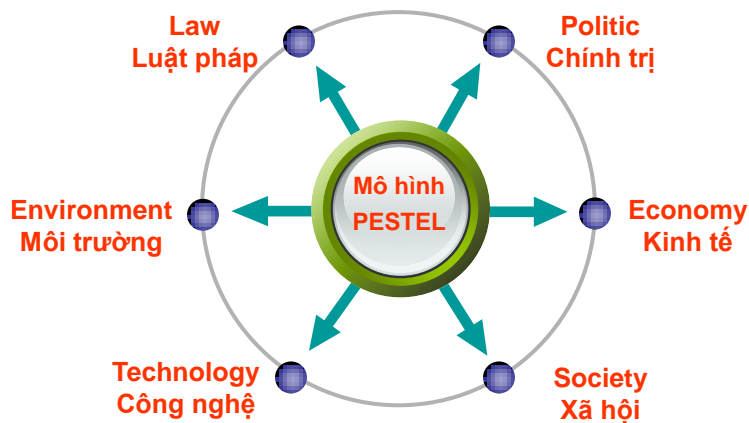 Law
Luật pháp
Politic
Chính trị
Mô hình
PESTEL
Environment
Môi trường
Economy
Kinh tế
Technology
Công nghệ
Society
Xã hội